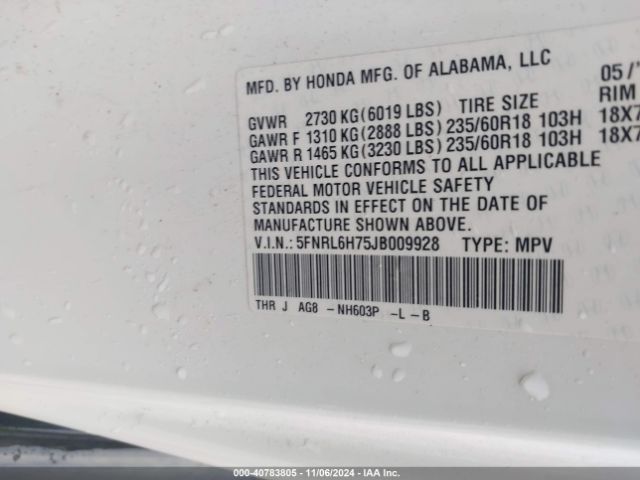 MFD. BY HONDA MFG. OF ALABAMA, LLC 05/
GVWR 2730 KG(6019 LBS) TIRE SIZE RIM
GAWR F 1310 KG(2888 LBS) 235/60R18 103H 18X7
GAWR R 1465 KG(3230 LBS) 235/60R18 103H 18X7
THIS VEHICLE CONFORMS TO ALL APPLICABLE
FEDERAL MOTOR VEHICLE SAFETY
STANDARDS IN EFFECT ON THE DATE OF
MANUFACTURE SHOWN ABOVE.
V.I.N.: 5FNRL6H75JB009928 TYPE: MPV
THR J AG8 - NH603P -L-B
000-40783805 - 11/06/2024 - IAA Inc.